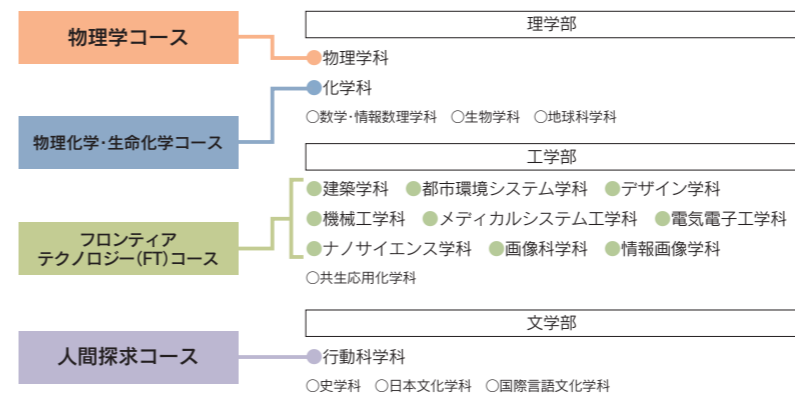 物理学コース
物理化学・生命化学コース
フロンティア
テクノロジー(FT)コース
人間探求コース
理学部
●物理学科
●化学科
○数学・情報数理学科 ○生物学科 ○地球科学科
工学部
●建築学科 ●都市環境システム学科 ●デザイン学科
●機械工学科 ●メディカルシステム工学科 ●電気電子工学科
●ナノサイエンス学科 ●画像科学科 ●情報画像学科
○共生応用化学科
文学部
●行動科学科
○史学科 ○日本文化学科 ○国際言語文化学科